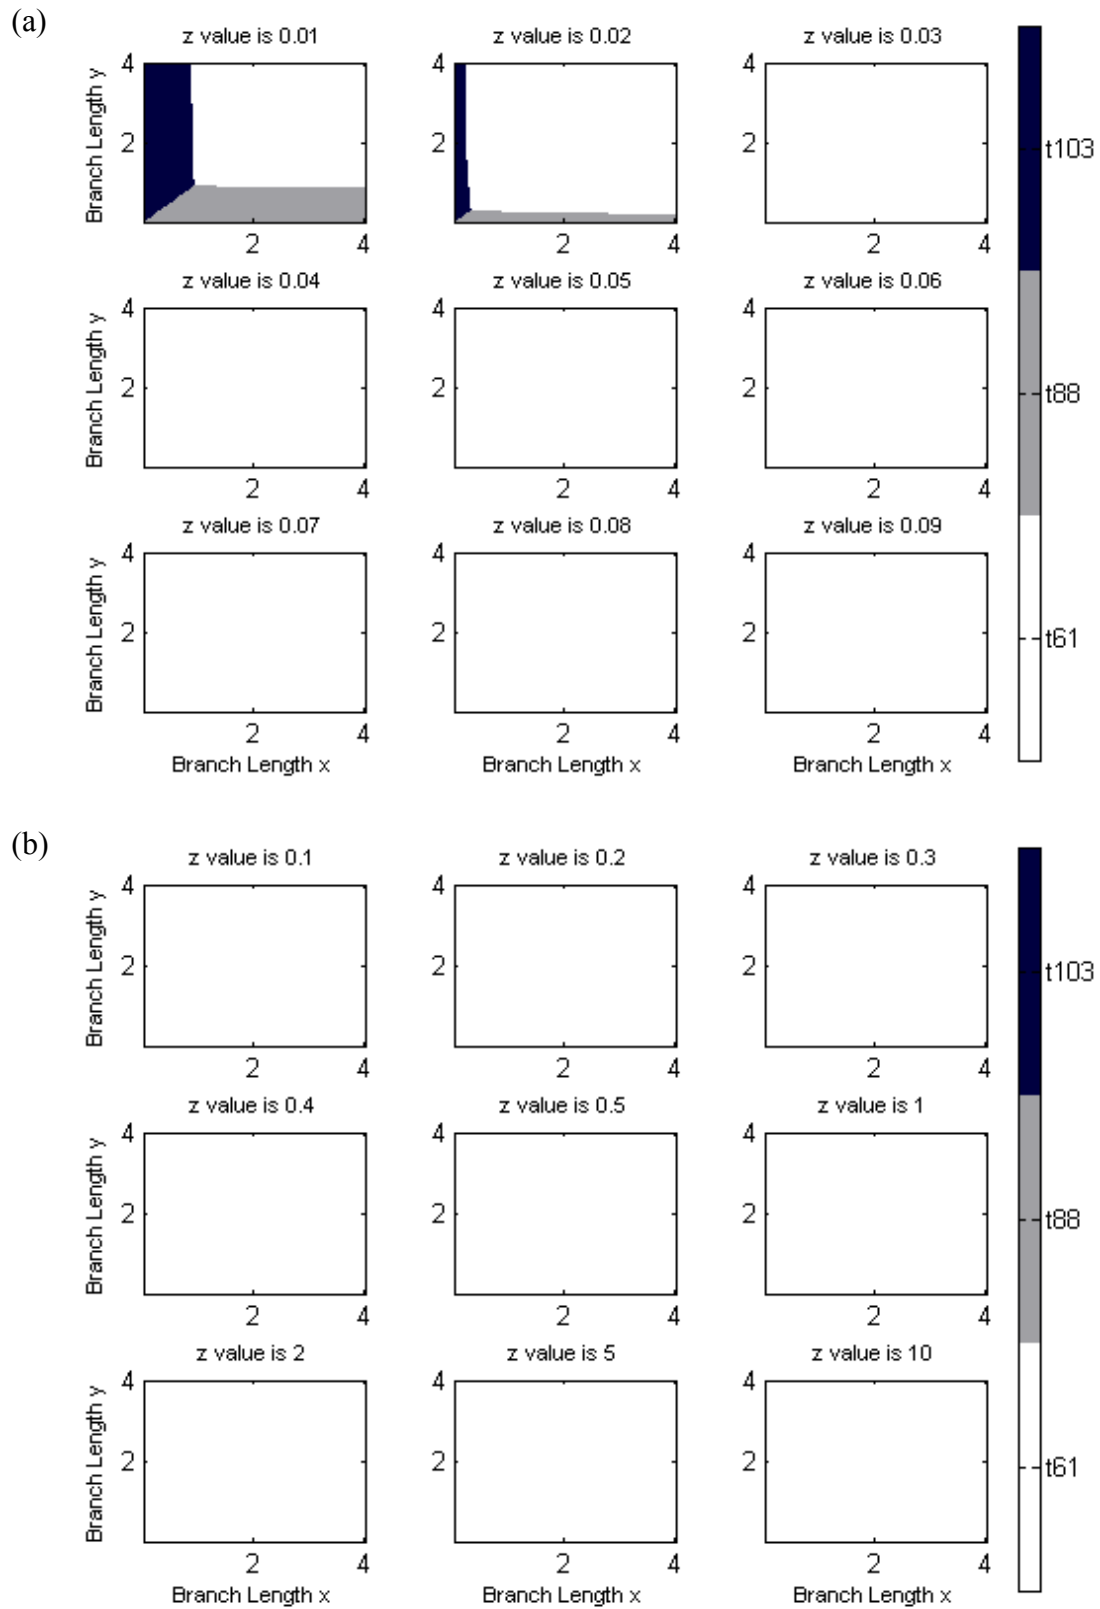 (a)
z value is 0.01 z value is 0.02 z value is 0.03
Branch Length y
4 2 2 4
4 2 2 4
4 2 2 4
t103
z value is 0.04 z value is 0.05 z value is 0.06
Branch Length y
4 2 2 4
4 2 2 4
4 2 2 4
t88
z value is 0.07 z value is 0.08 z value is 0.09
Branch Length y
4 2 2 4
4 2 2 4
4 2 2 4
t61
Branch Length x Branch Length x Branch Length x
(b)
z value is 0.1 z value is 0.2 z value is 0.3
Branch Length y
4 2 2 4
4 2 2 4
4 2 2 4
t103
z value is 0.4 z value is 0.5 z value is 1
Branch Length y
4 2 2 4
4 2 2 4
4 2 2 4
t88
z value is 2 z value is 5 z value is 10
Branch Length y
4 2 2 4
4 2 2 4
4 2 2 4
t61
Branch Length x Branch Length x Branch Length x